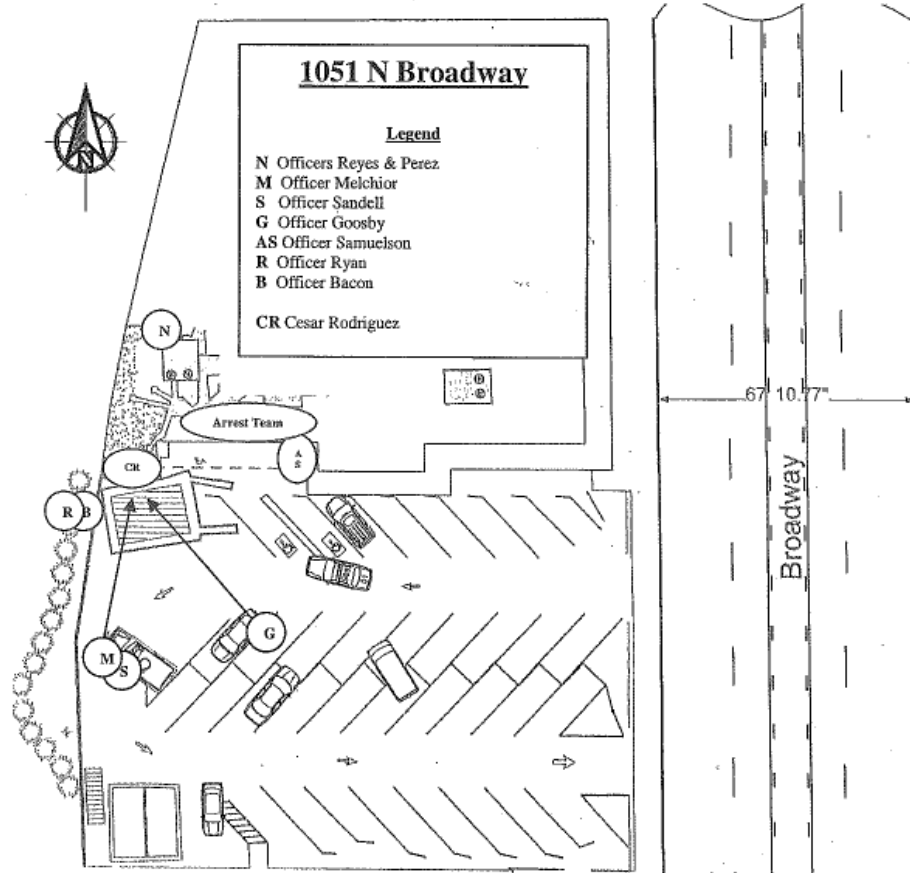 1051 N Broadway
Legend
N Officers Reyes & Perez
M Officer Melchior
S Officer Sandell
G Officer Goosby
AS Officer Samuelson
R Officer Ryan
B Officer Bacon
CR Cesar Rodriguez
N
N
Arrest Team
A
S
CR
R
B
G
M
S
67' 10.77"
Broadway